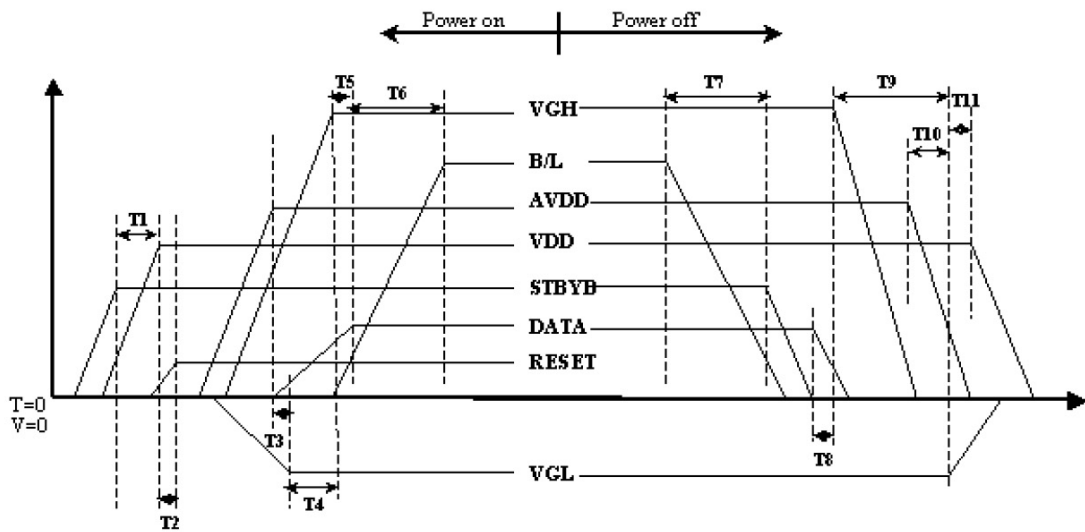 Power on Power off
T5 T6 T7 T9 T11
VGH
T10
B/L
AVDD
T1
VDD
STBYB
DATA
RESET
T=0
V=0
T3
T8
T4
VGL
T2